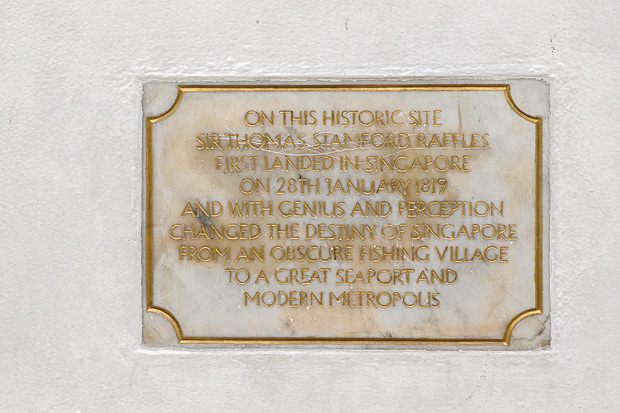 ON THIS HISTORIC SITE
SIR THOMAS STAMFORD RAFFLES
FIRST LANDED IN SINGAPORE
ON 28TH JANUARY 1819
AND WITH GENIUS AND PERCEPTION
CHANGED THE DESTINY OF SINGAPORE
FROM AN OBSCURE FISHING VILLAGE
TO A GREAT SEAPORT AND
MODERN METROPOLIS